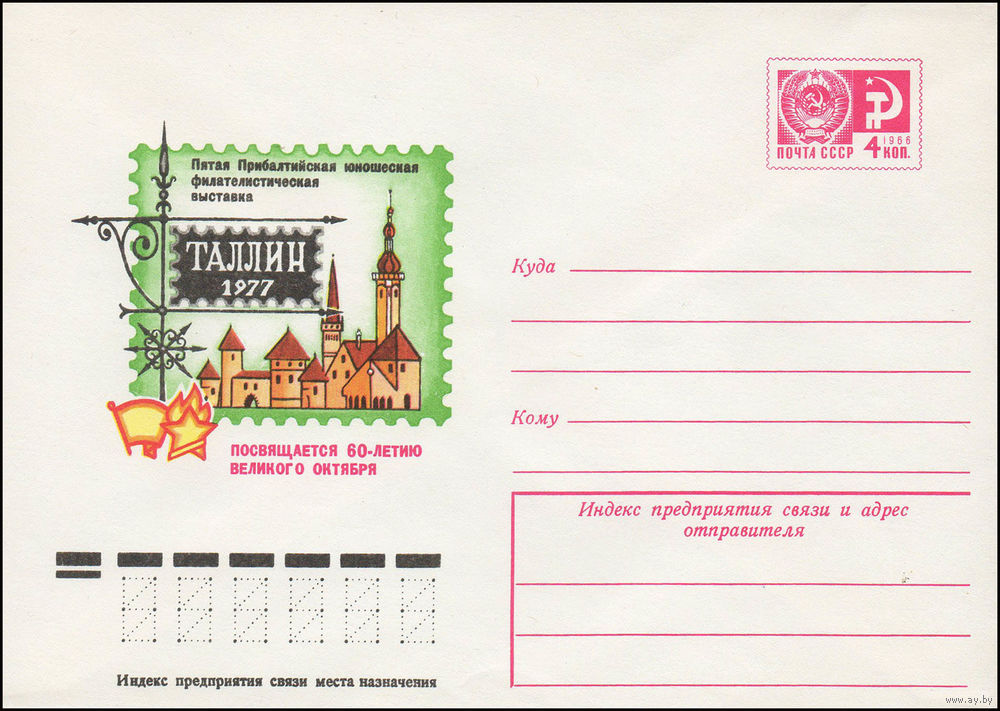 Пятая Прибалтийская юношеская
филателистическая
выставка
ТАЛЛИН
1977
ПОСВЯЩАЕТСЯ 60-ЛЕТИЮ
ВЕЛИКОГО ОКТЯБРЯ
1966
ПОЧТА СССР 4 КОП.
Куда
Кому
Индекс предприятия связи и адрес
отправителя
Индекс предприятия связи места назначения
www.ay.by